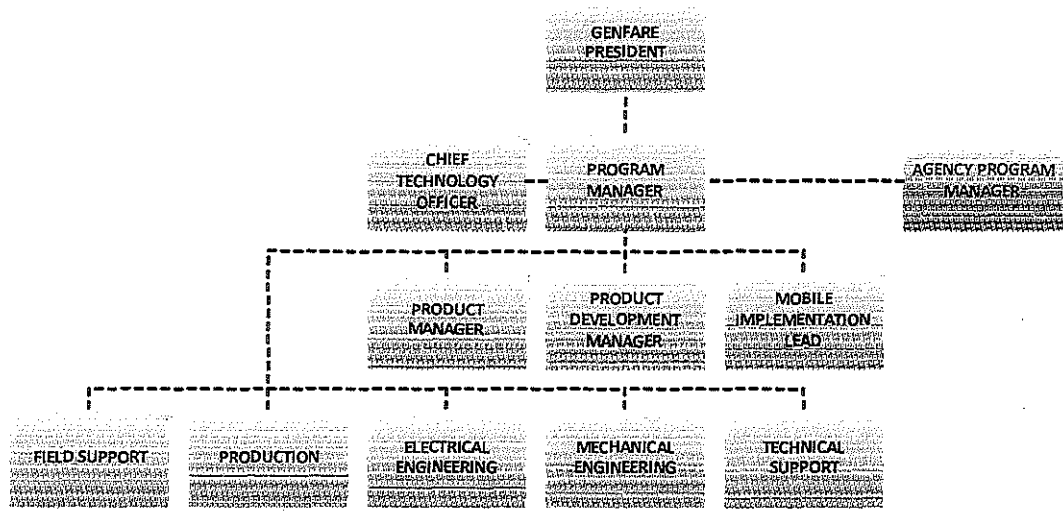 GENFARE
PRESIDENT
CHIEF
TECHNOLOGY
OFFICER
PROGRAM
MANAGER
AGENCY PROGRAM
MANAGER
PRODUCT
MANAGER
PRODUCT
DEVELOPMENT
MANAGER
MOBILE
IMPLEMENTATION
LEAD
FIELD SUPPORT
PRODUCTION
ELECTRICAL
ENGINEERING
MECHANICAL
ENGINEERING
TECHNICAL
SUPPORT